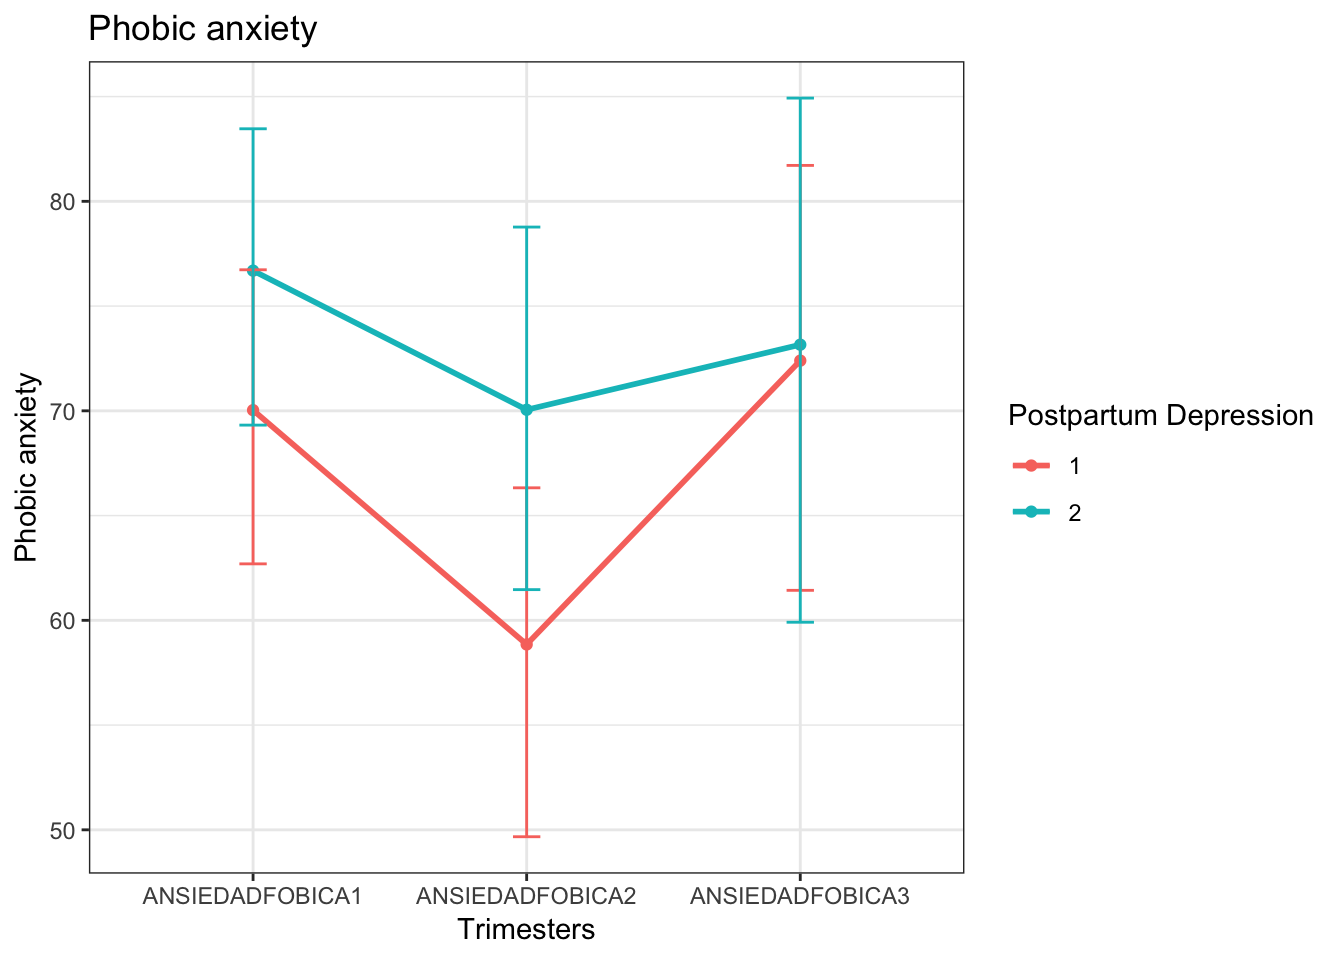 Phobic anxiety
Phobic anxiety
80
70
60
50
ANSIEDADFOBICA1 ANSIEDADFOBICA2 ANSIEDADFOBICA3
Trimesters
Postpartum Depression
1
2